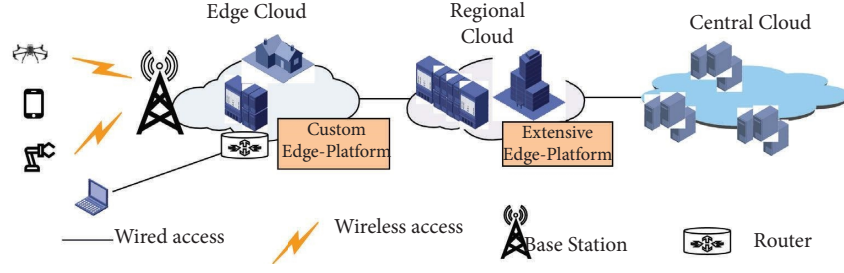 Edge Cloud
Regional
Cloud
Central Cloud
Custom
Edge-Platform
Extensive
Edge-Platform
Wired access
Wireless access
Base Station
Router